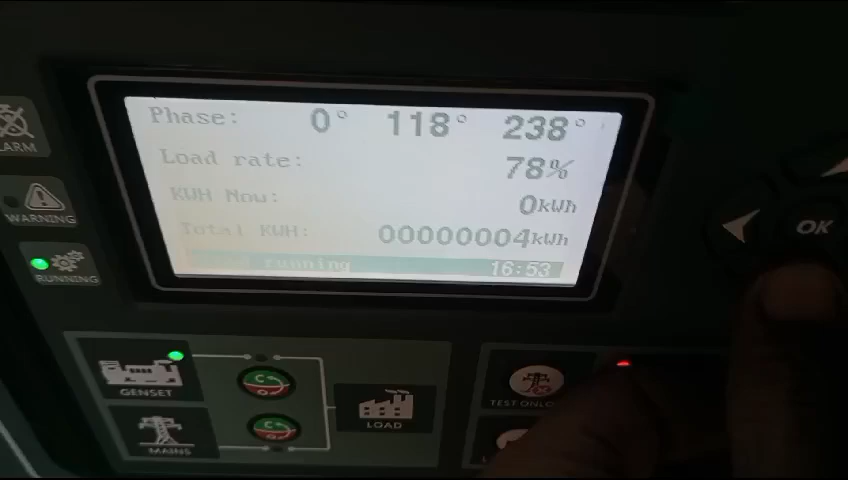 Phase: 0° 118° 238°
Load rate: 78%
KWH Now: 0kWh
Total KWH: 00000004kWh
running 16:53
ALARM
WARNING
RUNNING
OK
GENSET
MAINS
LOAD
TEST